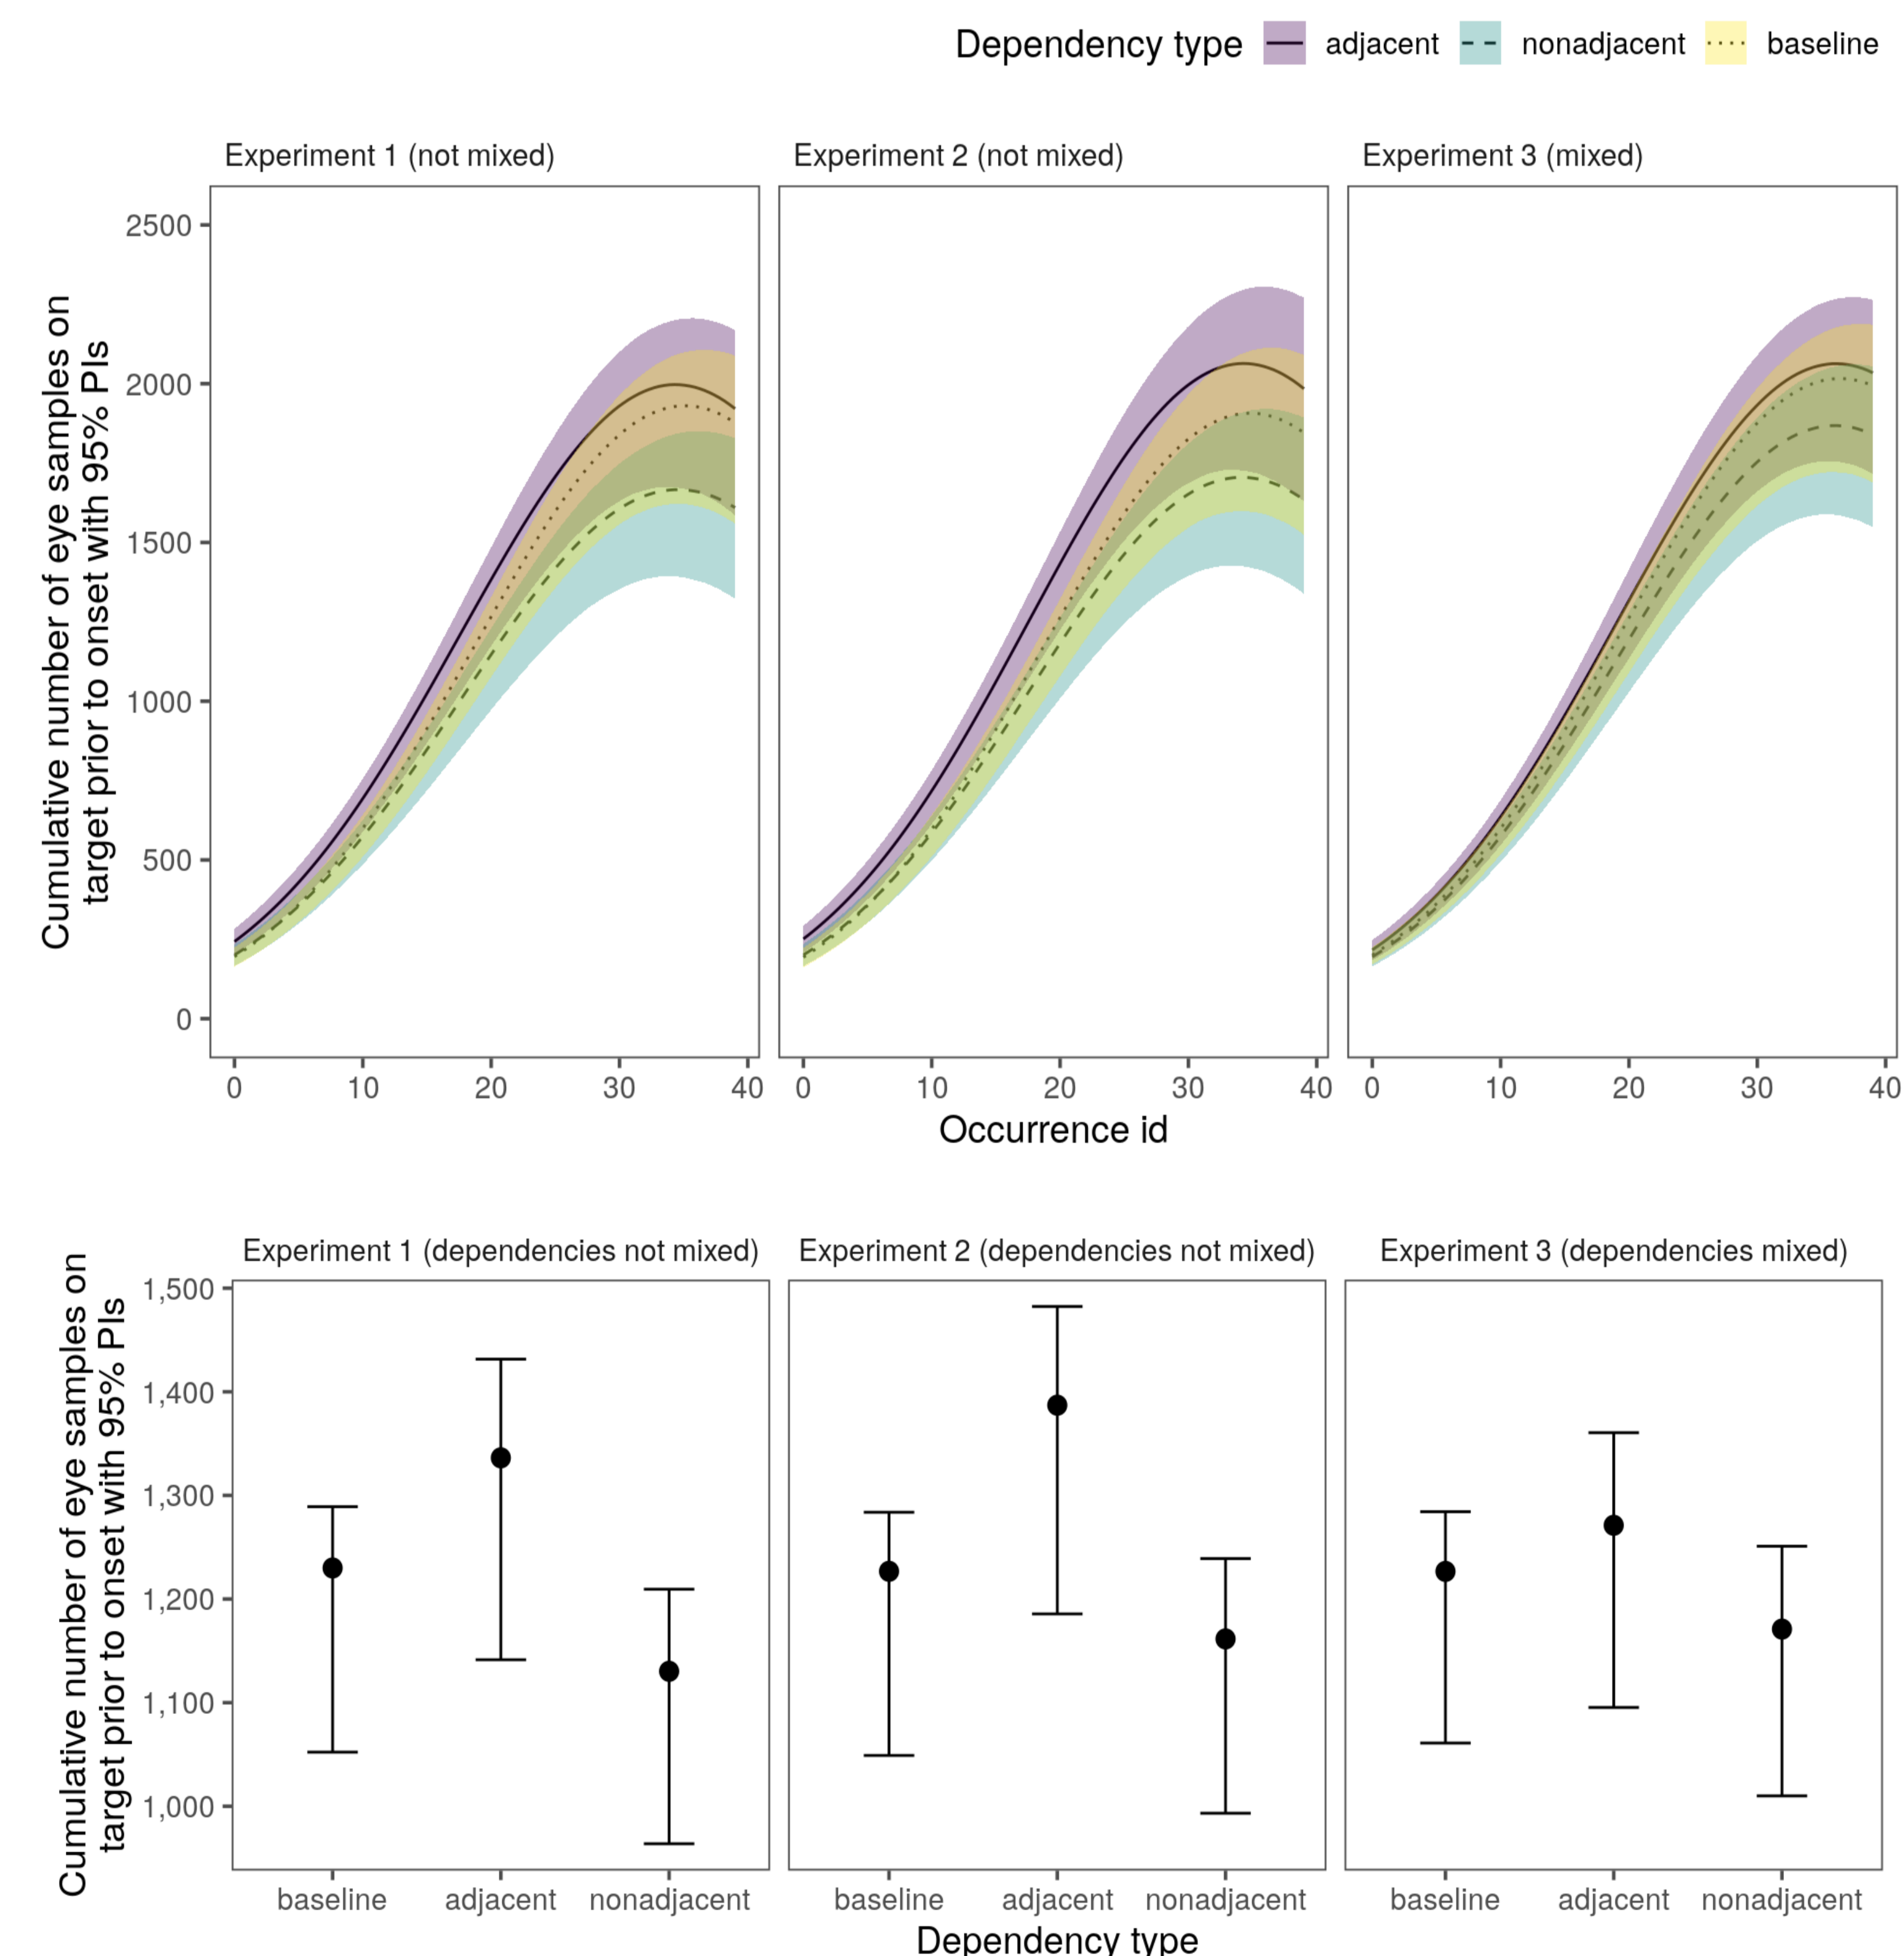 Dependency type adjacent nonadjacent baseline
Experiment 1 (not mixed) Experiment 2 (not mixed) Experiment 3 (mixed)
Cumulative number of eye samples on
target prior to onset with 95% PIs
2500
2000
1500
1000
500
0
0 10 20 30 40 0 10 20 30 40 0 10 20 30 40
Occurrence id
Experiment 1 (dependencies not mixed) Experiment 2 (dependencies not mixed) Experiment 3 (dependencies mixed)
Cumulative number of eye samples on
target prior to onset with 95% PIs
1,500
1,400
1,300
1,200
1,100
1,000
baseline adjacent nonadjacent baseline adjacent nonadjacent baseline adjacent nonadjacent
Dependency type